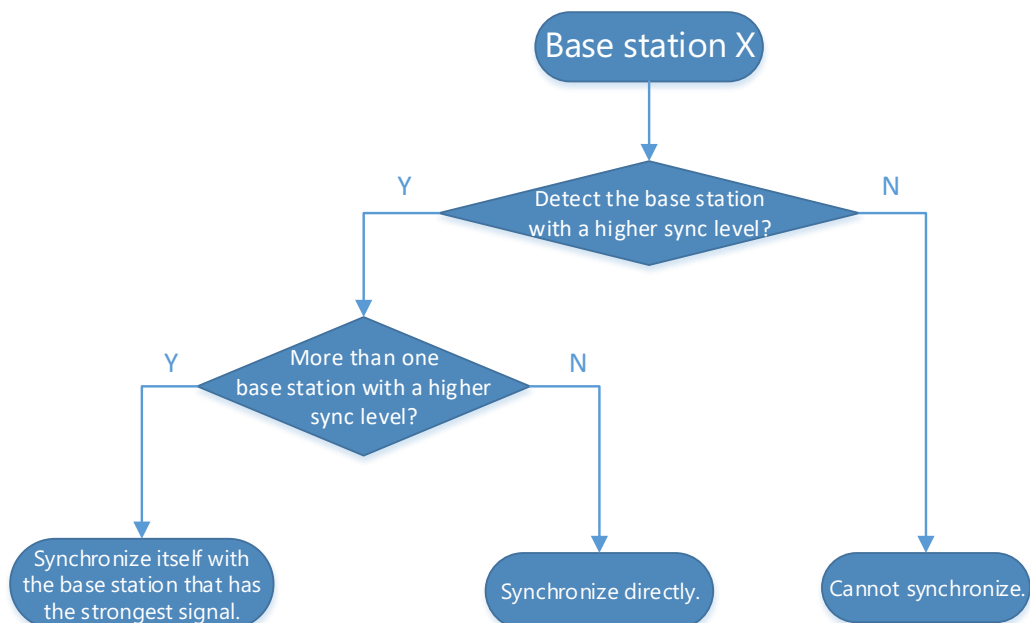 Base station X
Y
N
Detect the base station
with a higher sync level?
Y
N
More than one
base station with a higher
sync level?
Synchronize itself with
the base station that has
the strongest signal.
Synchronize directly.
Cannot synchronize.